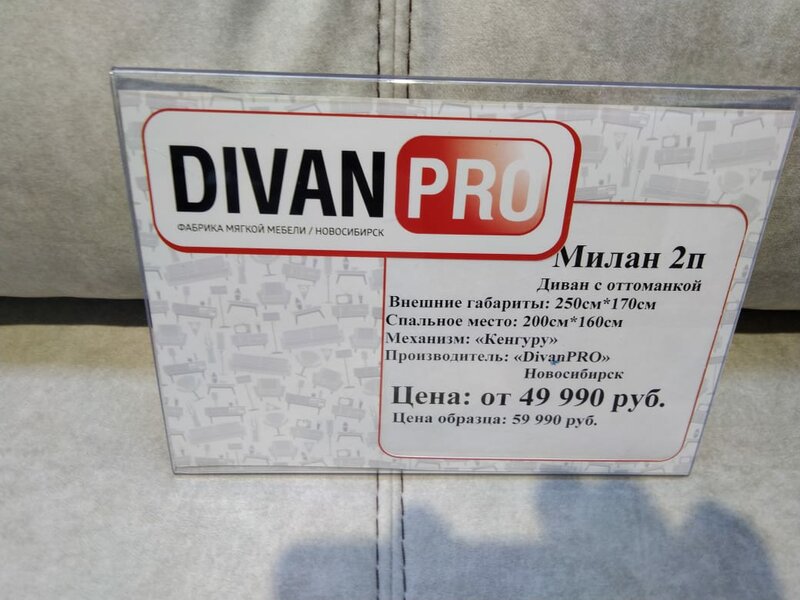 DIVAN PRO
ФАБРИКА МЯГКОЙ МЕБЕЛИ / НОВОСИБИРСК
Милан 2п
Диван с оттоманкой
Внешние габариты: 250см*170см
Спальное место: 200см*160см
Механизм: «Кенгуру»
Производитель: «DivanPRO»
Новосибирск
Цена: от 49 990 руб.
Цена образца: 59 990 руб.